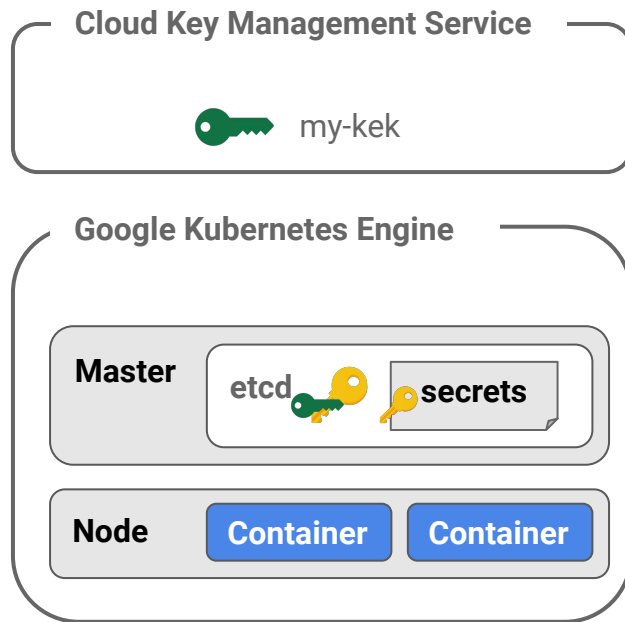 Cloud Key Management Service
my-kek
Google Kubernetes Engine
Master
etcd
secrets
Node
Container
Container